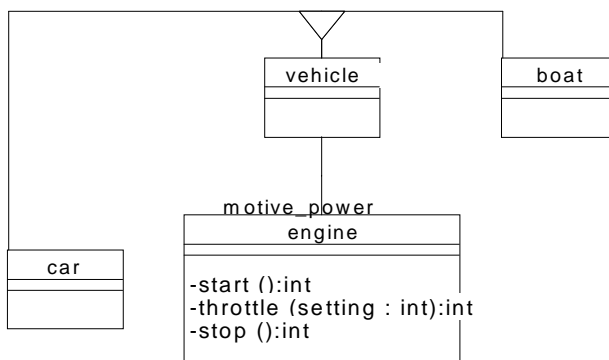 vehicle
boat
motive_power
engine
car
-start ():int
-throttle (setting : int):int
-stop ():int